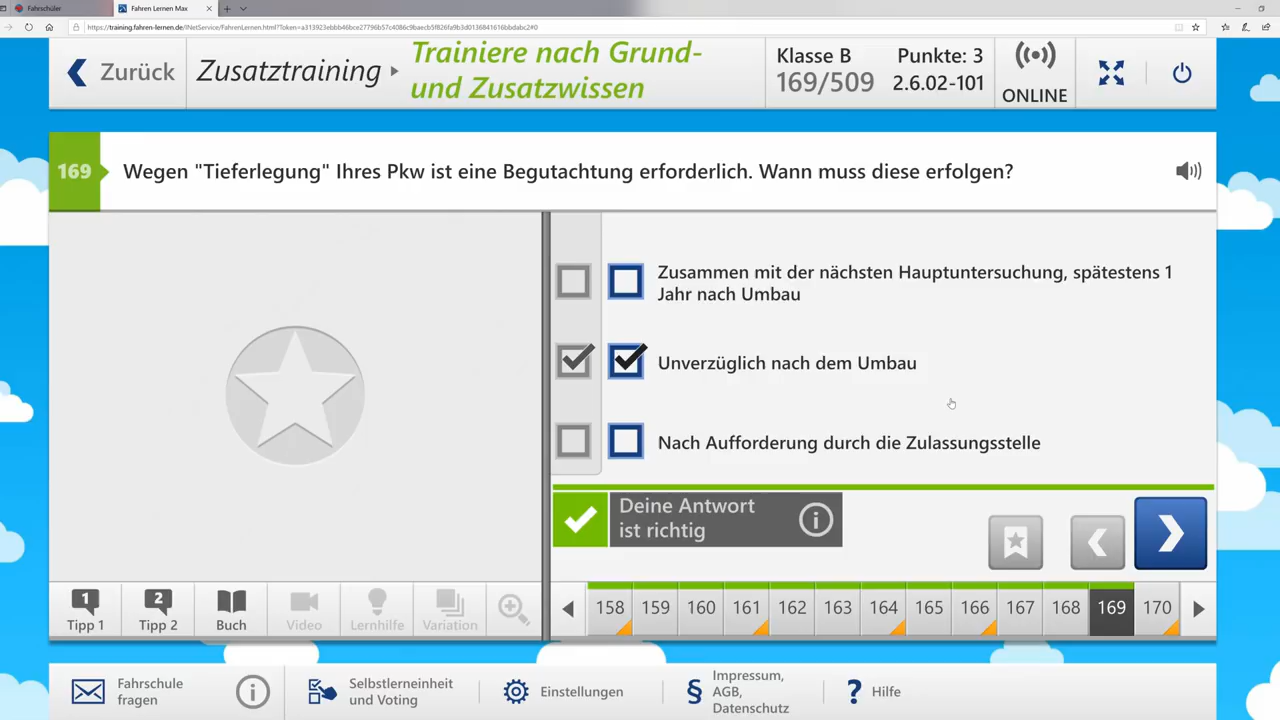 Fahrschüler
Fahren Lernen Max
https://training.fahren-lernen.de/INetService/FahrenLernen.html?Token=a313923ebbb46bce27796b57c4086c9baecb5f826fa9b3d0136841616bbdabc2#0
Zurück
Zusatztraining
Trainiere nach Grund-
und Zusatzwissen
Klasse B
169/509
Punkte: 3
2.6.02-101
ONLINE
169
Wegen "Tieferlegung" Ihres Pkw ist eine Begutachtung erforderlich. Wann muss diese erfolgen?
Zusammen mit der nächsten Hauptuntersuchung, spätestens 1
Jahr nach Umbau
Unverzüglich nach dem Umbau
Nach Aufforderung durch die Zulassungsstelle
Deine Antwort
ist richtig
1
Tipp 1
2
Tipp 2
Buch
Video
Lernhilfe
Variation
158 159 160 161 162 163 164 165 166 167 168 169 170
Fahrschule
fragen
Selbstlerneinheit
und Voting
Einstellungen
§
Impressum,
AGB,
Datenschutz
?
Hilfe